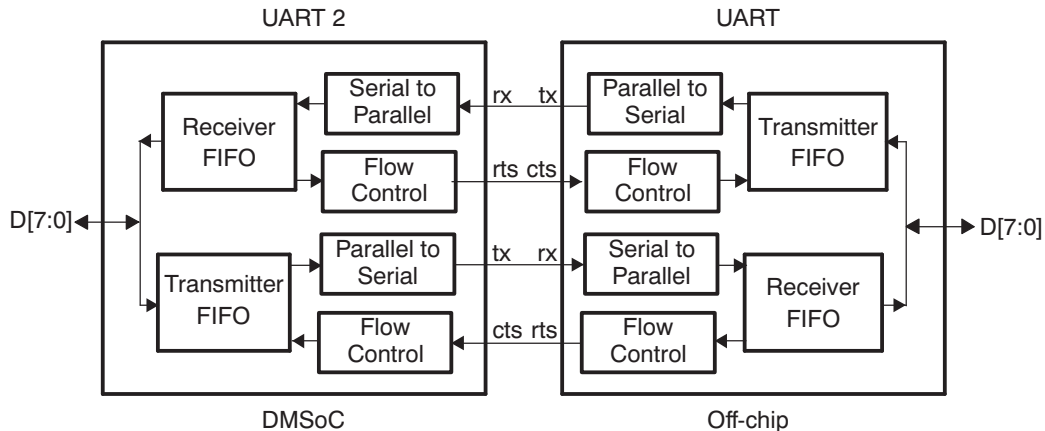 UART 2
UART
Serial to
Parallel
rx tx
Parallel to
Serial
Receiver
FIFO
Transmitter
FIFO
Flow
Control
rts cts
Flow
Control
D[7:0]
D[7:0]
Parallel to
Serial
tx rx
Serial to
Parallel
Transmitter
FIFO
Receiver
FIFO
Flow
Control
cts rts
Flow
Control
DMSoC
Off-chip